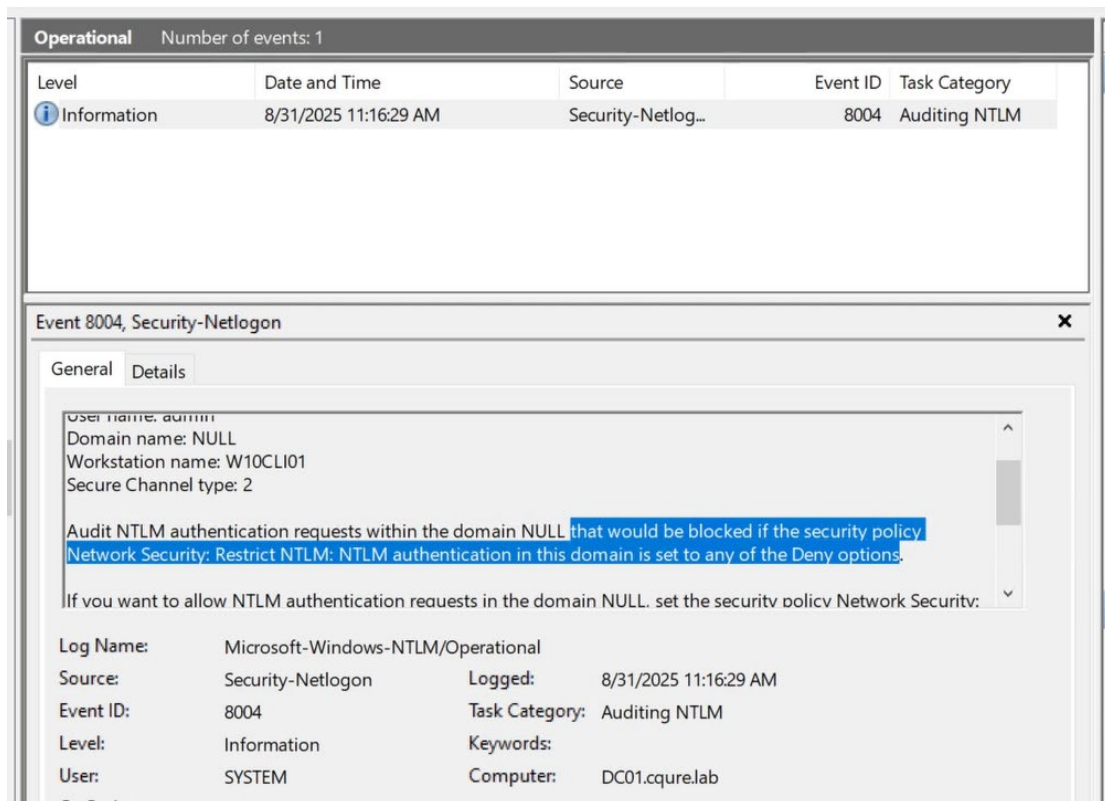 Operational Number of events: 1
Level Date and Time Source Event ID Task Category
Information 8/31/2025 11:16:29 AM Security-Netlog... 8004 Auditing NTLM
Event 8004, Security-Netlogon
General Details
User name: admin
Domain name: NULL
Workstation name: W10CLI01
Secure Channel type: 2
Audit NTLM authentication requests within the domain NULL that would be blocked if the security policy
Network Security: Restrict NTLM: NTLM authentication in this domain is set to any of the Deny options.
If you want to allow NTLM authentication requests in the domain NULL, set the security policy Network Security:
Log Name: Microsoft-Windows-NTLM/Operational
Source: Security-Netlogon Logged: 8/31/2025 11:16:29 AM
Event ID: 8004 Task Category: Auditing NTLM
Level: Information Keywords:
User: SYSTEM Computer: DC01.cqure.lab